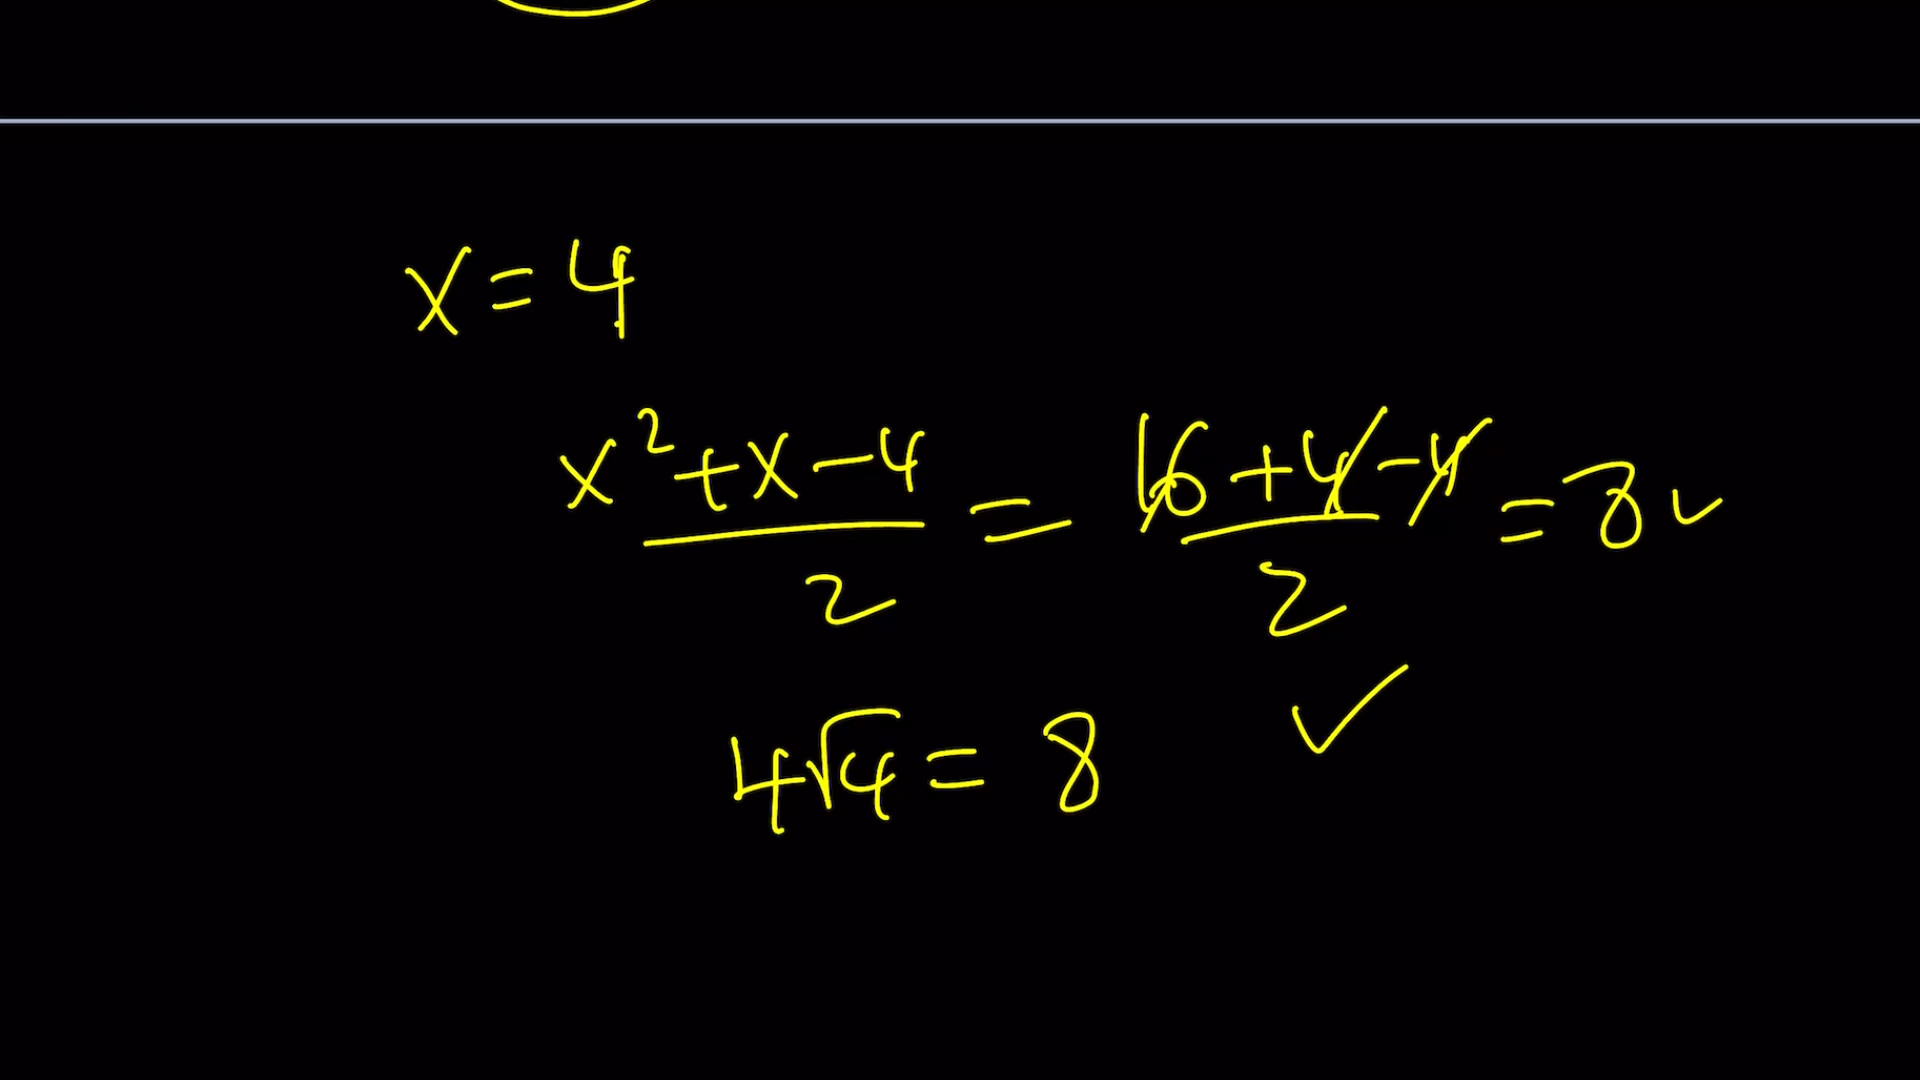 x = 4
x² + x - 4 / 2 = 16 + 4 - 4 / 2 = 8 ✓
4√4 = 8 ✓